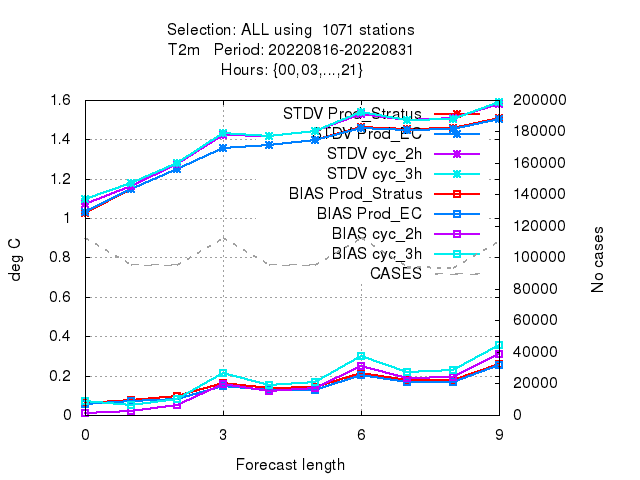 Selection: ALL using  1071 stations
T2m   Period: 20220816-20220831
Hours: {00,03,...,21}
1.6
1.4
1.2
1
0.8
0.6
0.4
0.2
0
deg C
STDV Prod_Stratus
STDV Prod_EC
STDV cyc_2h
STDV cyc_3h
BIAS Prod_Stratus
BIAS Prod_EC
BIAS cyc_2h
BIAS cyc_3h
CASES
200000
180000
160000
140000
120000
100000
80000
60000
40000
20000
0
No cases
0 3 6 9
Forecast length